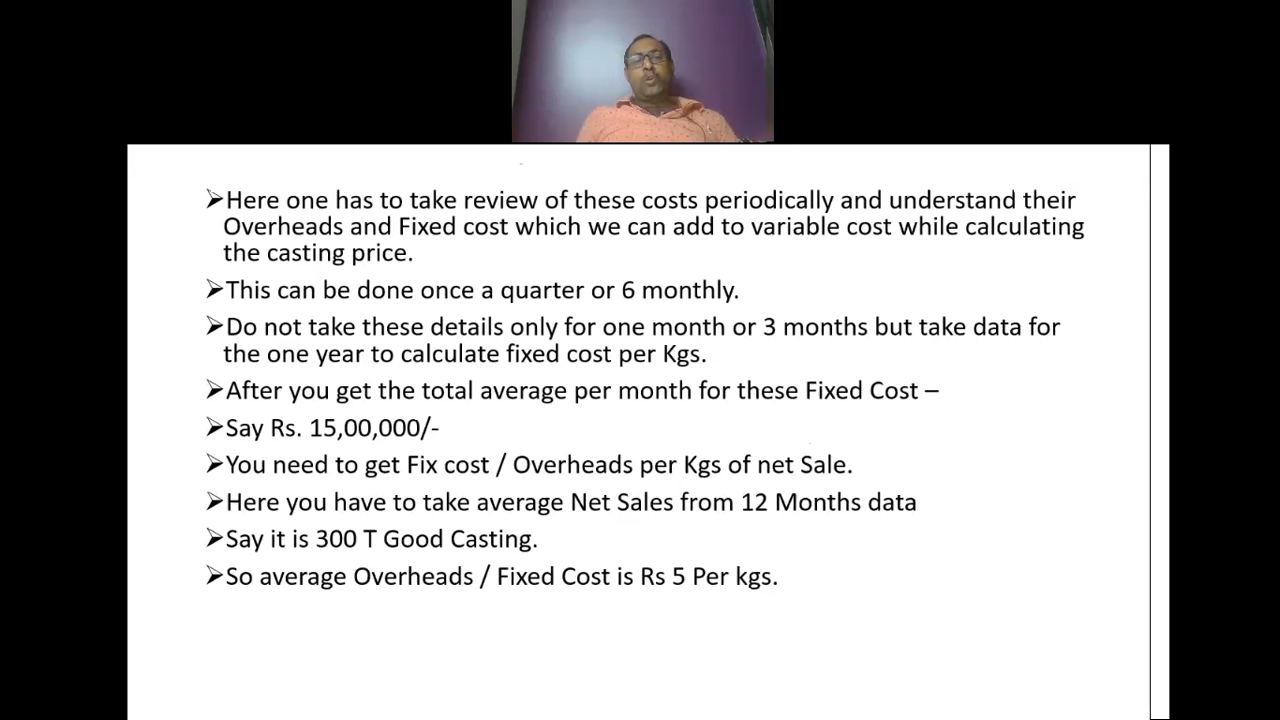 ➢Here one has to take review of these costs periodically and understand their
Overheads and Fixed cost which we can add to variable cost while calculating
the casting price.
➢This can be done once a quarter or 6 monthly.
➢Do not take these details only for one month or 3 months but take data for
the one year to calculate fixed cost per Kgs.
➢After you get the total average per month for these Fixed Cost –
➢Say Rs. 15,00,000/-
➢You need to get Fix cost / Overheads per Kgs of net Sale.
➢Here you have to take average Net Sales from 12 Months data
➢Say it is 300 T Good Casting.
➢So average Overheads / Fixed Cost is Rs 5 Per kgs.